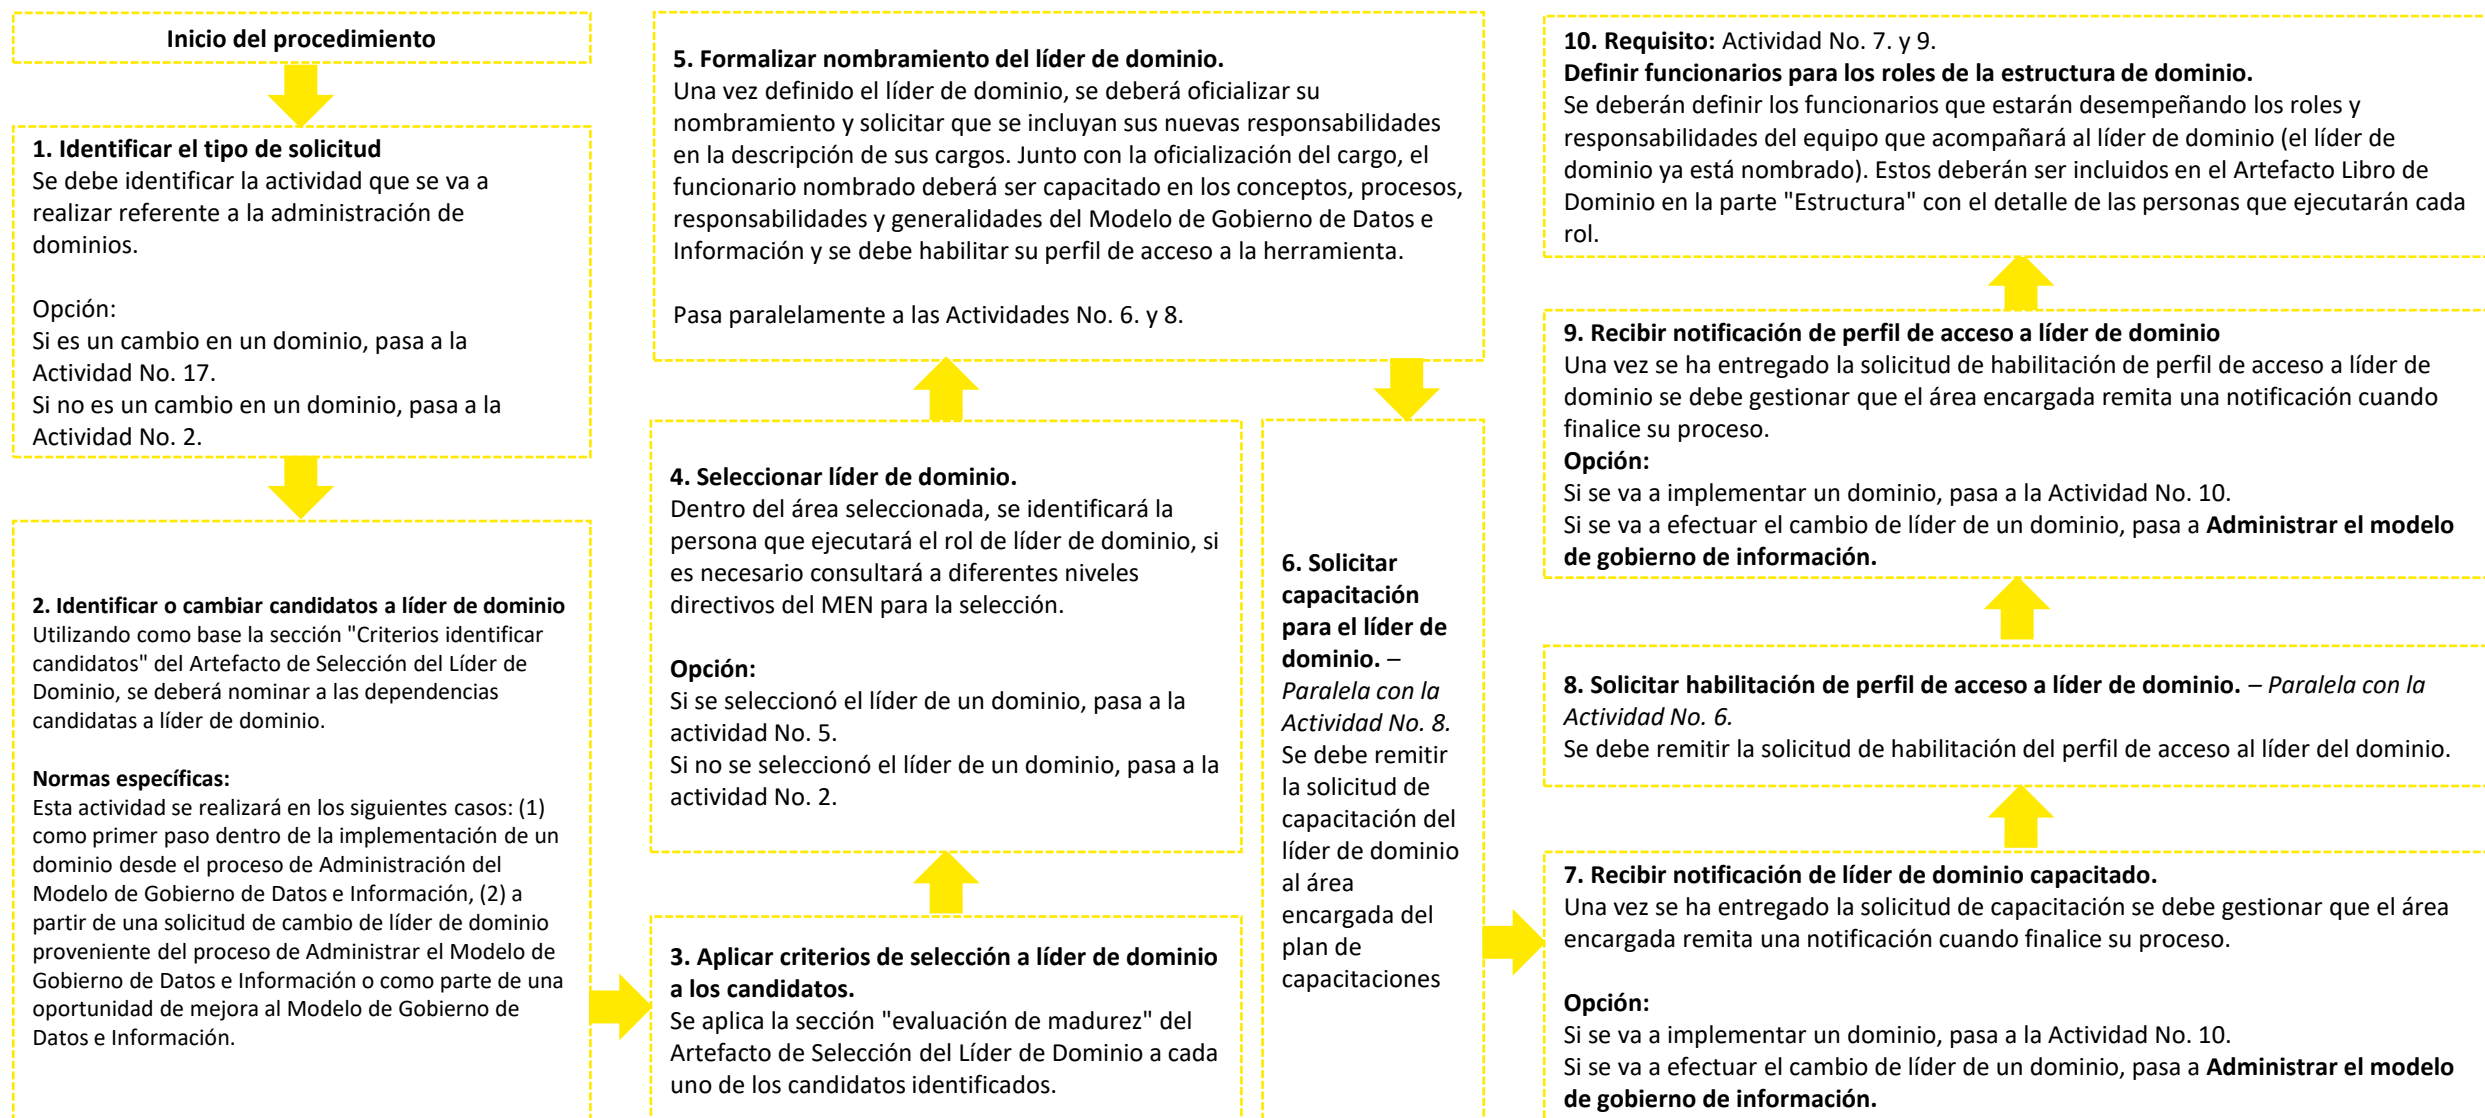 Inicio del procedimiento
1. Identificar el tipo de solicitud
Se debe identificar la actividad que se va a
realizar referente a la administración de
dominios.
Opción:
Si es un cambio en un dominio, pasa a la
Actividad No. 17.
Si no es un cambio en un dominio, pasa a la
Actividad No. 2.
2. Identificar o cambiar candidatos a líder de dominio
Utilizando como base la sección "Criterios identificar
candidatos" del Artefacto de Selección del Líder de
Dominio, se deberá nominar a las dependencias
candidatas a líder de dominio.
Normas específicas:
Esta actividad se realizará en los siguientes casos: (1)
como primer paso dentro de la implementación de un
dominio desde el proceso de Administración del
Modelo de Gobierno de Datos e Información, (2) a
partir de una solicitud de cambio de líder de dominio
proveniente del proceso de Administrar el Modelo de
Gobierno de Datos e Información o como parte de una
oportunidad de mejora al Modelo de Gobierno de
Datos e Información.
3. Aplicar criterios de selección a líder de dominio
a los candidatos.
Se aplica la sección "evaluación de madurez" del
Artefacto de Selección del Líder de Dominio a cada
uno de los candidatos identificados.
4. Seleccionar líder de dominio.
Dentro del área seleccionada, se identificará la
persona que ejecutará el rol de líder de dominio, si
es necesario consultará a diferentes niveles
directivos del MEN para la selección.
Opción:
Si se seleccionó el líder de un dominio, pasa a la
actividad No. 5.
Si no se seleccionó el líder de un dominio, pasa a la
actividad No. 2.
5. Formalizar nombramiento del líder de dominio.
Una vez definido el líder de dominio, se deberá oficializar su
nombramiento y solicitar que se incluyan sus nuevas responsabilidades
en la descripción de sus cargos. Junto con la oficialización del cargo, el
funcionario nombrado deberá ser capacitado en los conceptos, procesos,
responsabilidades y generalidades del Modelo de Gobierno de Datos e
Información y se debe habilitar su perfil de acceso a la herramienta.
Pasa paralelamente a las Actividades No. 6. y 8.
6. Solicitar
capacitación
para el líder de
dominio. –
Paralela con la
Actividad No. 8.
Se debe remitir
la solicitud de
capacitación del
líder de dominio
al área
encargada del
plan de
capacitaciones
7. Recibir notificación de líder de dominio capacitado.
Una vez se ha entregado la solicitud de capacitación se debe gestionar que el área
encargada remita una notificación cuando finalice su proceso.
Opción:
Si se va a implementar un dominio, pasa a la Actividad No. 10.
Si se va a efectuar el cambio de líder de un dominio, pasa a Administrar el modelo
de gobierno de información.
8. Solicitar habilitación de perfil de acceso a líder de dominio. – Paralela con la
Actividad No. 6.
Se debe remitir la solicitud de habilitación del perfil de acceso al líder del dominio.
9. Recibir notificación de perfil de acceso a líder de dominio
Una vez se ha entregado la solicitud de habilitación de perfil de acceso a líder de
dominio se debe gestionar que el área encargada remita una notificación cuando
finalice su proceso.
Opción:
Si se va a implementar un dominio, pasa a la Actividad No. 10.
Si se va a efectuar el cambio de líder de un dominio, pasa a Administrar el modelo
de gobierno de información.
10. Requisito: Actividad No. 7. y 9.
Definir funcionarios para los roles de la estructura de dominio.
Se deberán definir los funcionarios que estarán desempeñando los roles y
responsabilidades del equipo que acompañará al líder de dominio (el líder de
dominio ya está nombrado). Estos deberán ser incluidos en el Artefacto Libro de
Dominio en la parte "Estructura" con el detalle de las personas que ejecutarán cada
rol.